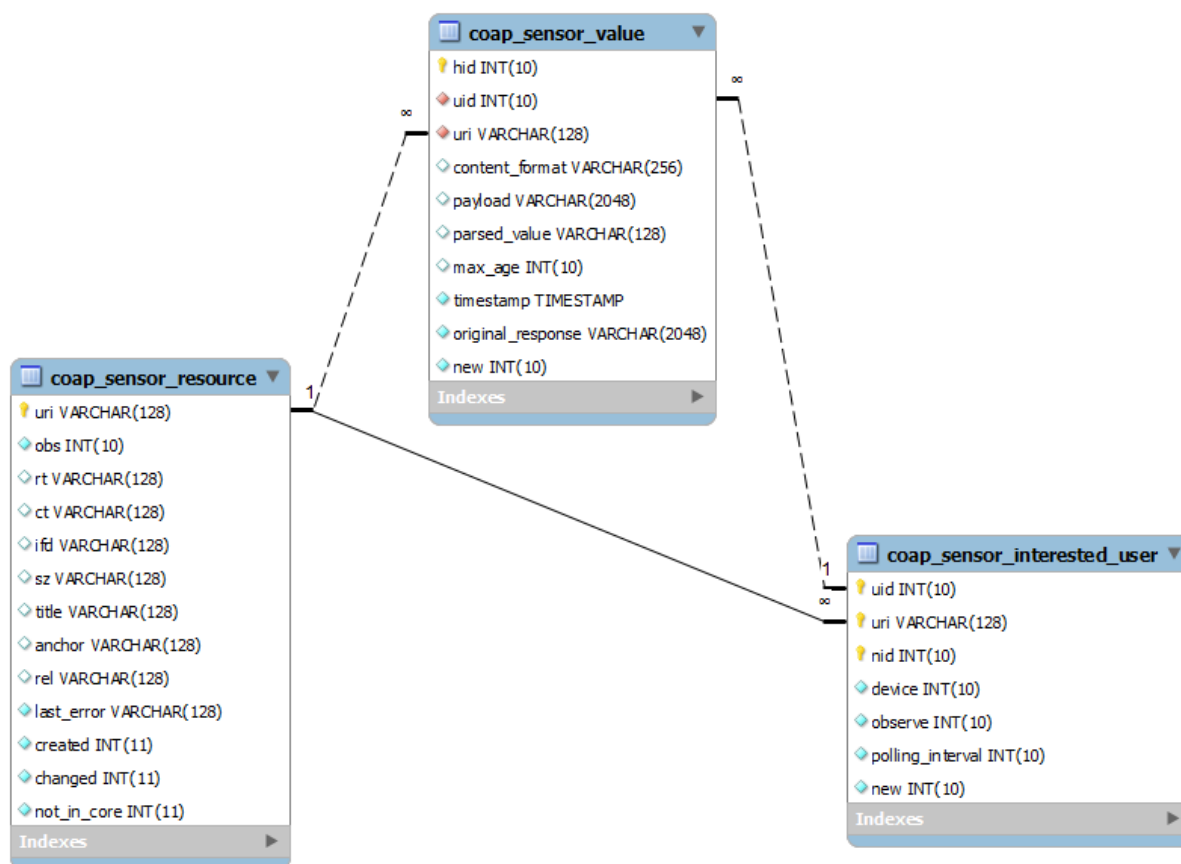 coap_sensor_value
hid INT(10)
uid INT(10)
uri VARCHAR(128)
content_format VARCHAR(256)
payload VARCHAR(2048)
parsed_value VARCHAR(128)
max_age INT(10)
timestamp TIMESTAMP
original_response VARCHAR(2048)
new INT(10)
Indexes
∞
∞
coap_sensor_resource
1
uri VARCHAR(128)
obs INT(10)
rt VARCHAR(128)
ct VARCHAR(128)
ifd VARCHAR(128)
sz VARCHAR(128)
title VARCHAR(128)
anchor VARCHAR(128)
rel VARCHAR(128)
last_error VARCHAR(128)
created INT(11)
changed INT(11)
not_in_core INT(11)
Indexes
coap_sensor_interested_user
1
∞
uid INT(10)
uri VARCHAR(128)
nid INT(10)
device INT(10)
observe INT(10)
polling_interval INT(10)
new INT(10)
Indexes